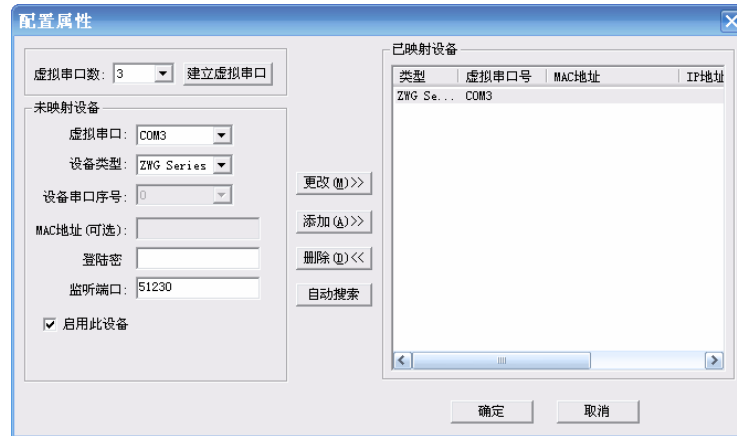 配置属性
虚拟串口数: 3 建立虚拟串口
未映射设备
虚拟串口: COM3
设备类型: ZWG Series
设备串口序号: 0
MAC地址(可选):
登陆密
监听端口: 51230
启用此设备
更改(M)>>
添加(A)>>
删除(D)<<
自动搜索
已映射设备
类型 虚拟串口号 MAC地址 IP地址
ZWG Se... COM3
确定 取消